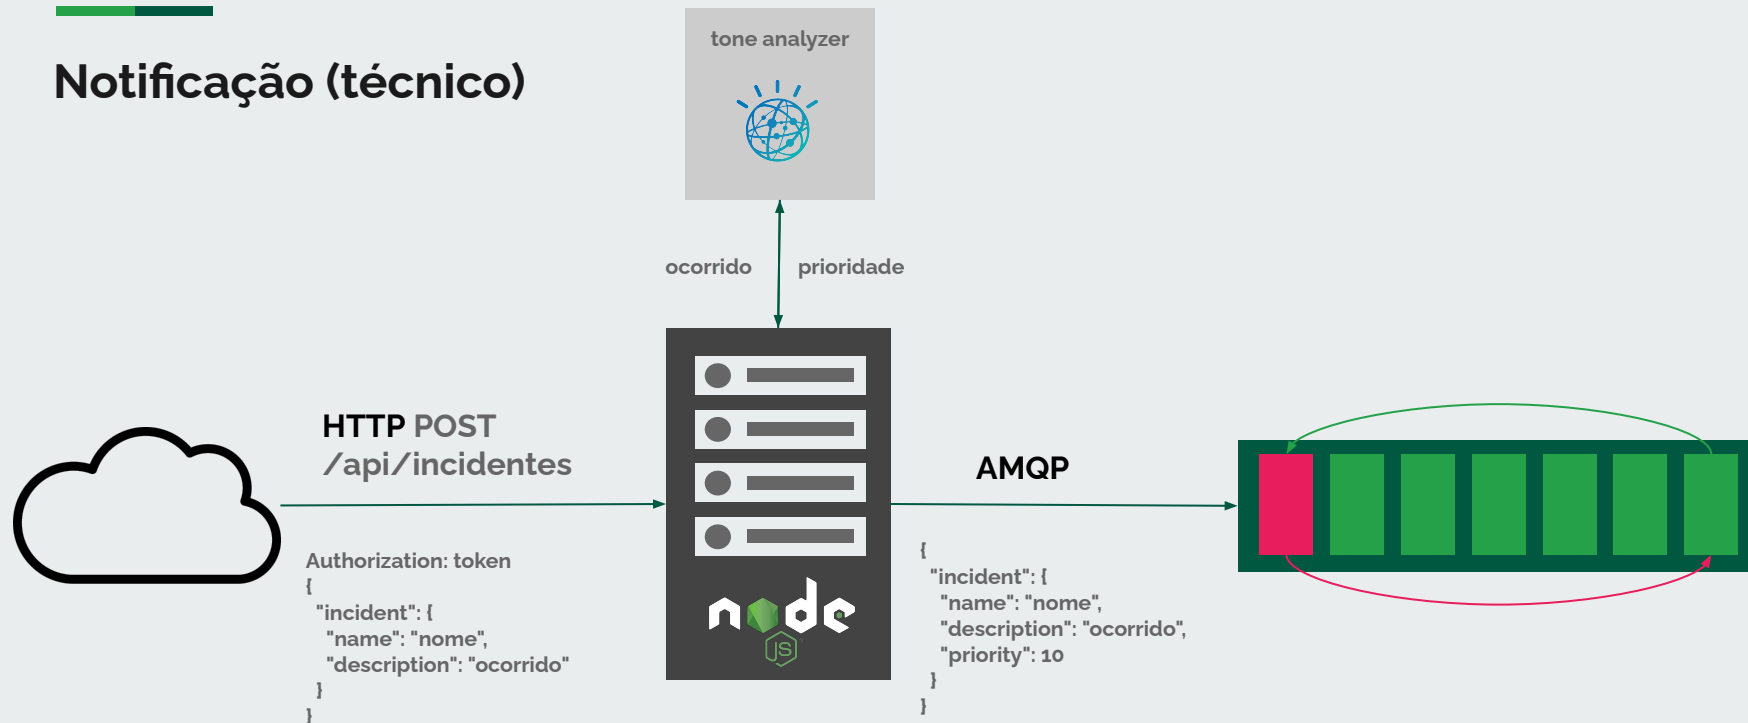 Notificação (técnico)
tone analyzer
ocorrido
prioridade
HTTP POST
/api/incidentes
Authorization: token
{
"incident": {
"name": "nome",
"description": "ocorrido"
}
}
node
JS
AMQP
{
"incident": {
"name": "nome",
"description": "ocorrido",
"priority": 10
}
}